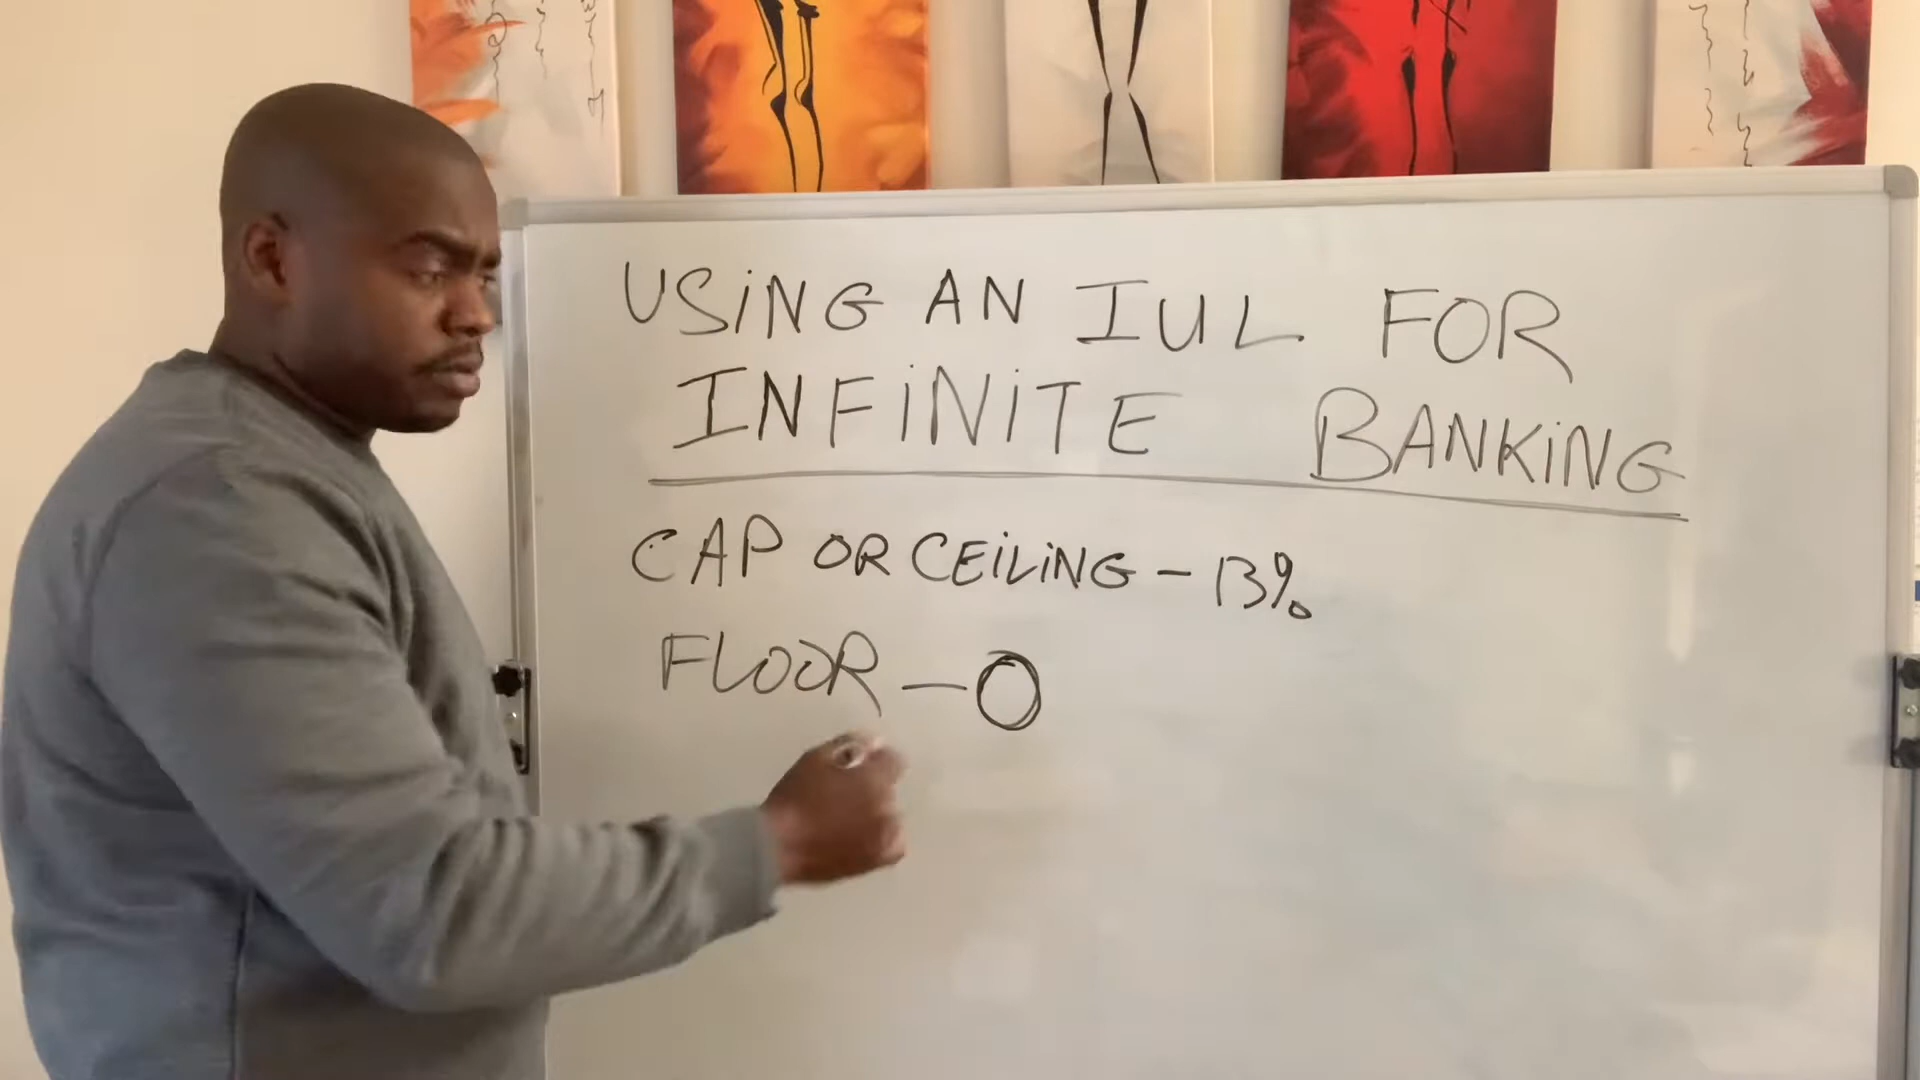 USiNG AN IUL FOR
INFiNiTE BANKiNG
CAP OR CEiLiNG - 13%
FLOOR - 0